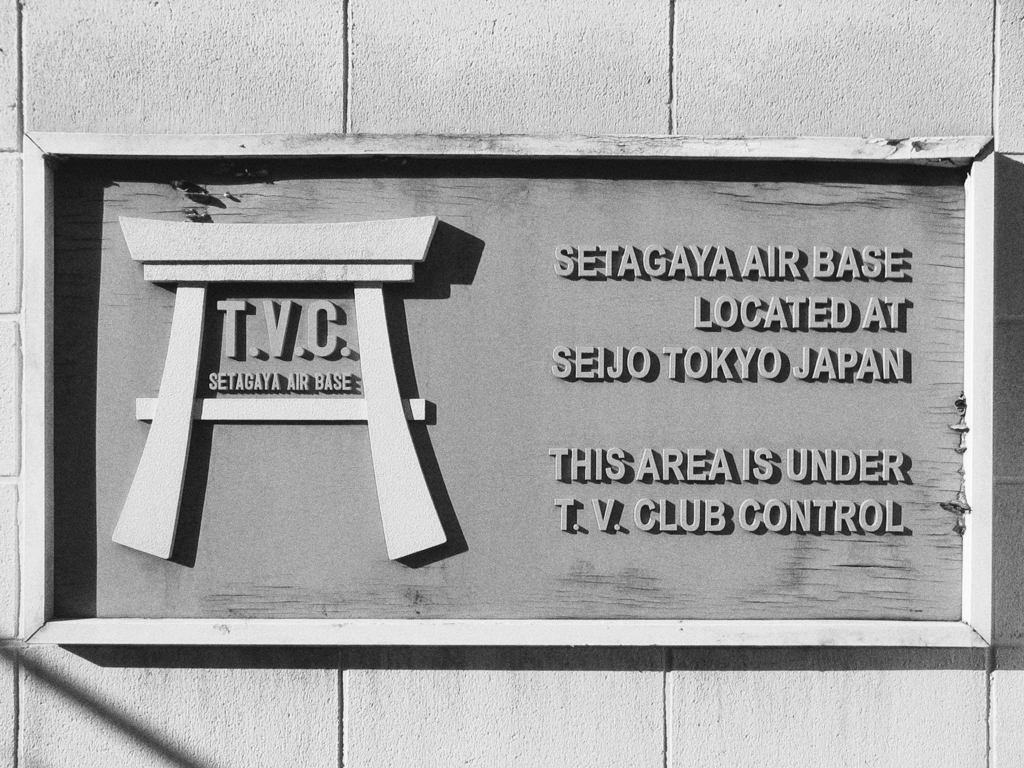 T.V.C.
SETAGAYA AIR BASE
SETAGAYA AIR BASE
LOCATED AT
SEIJO TOKYO JAPAN
THIS AREA IS UNDER
T. V. CLUB CONTROL